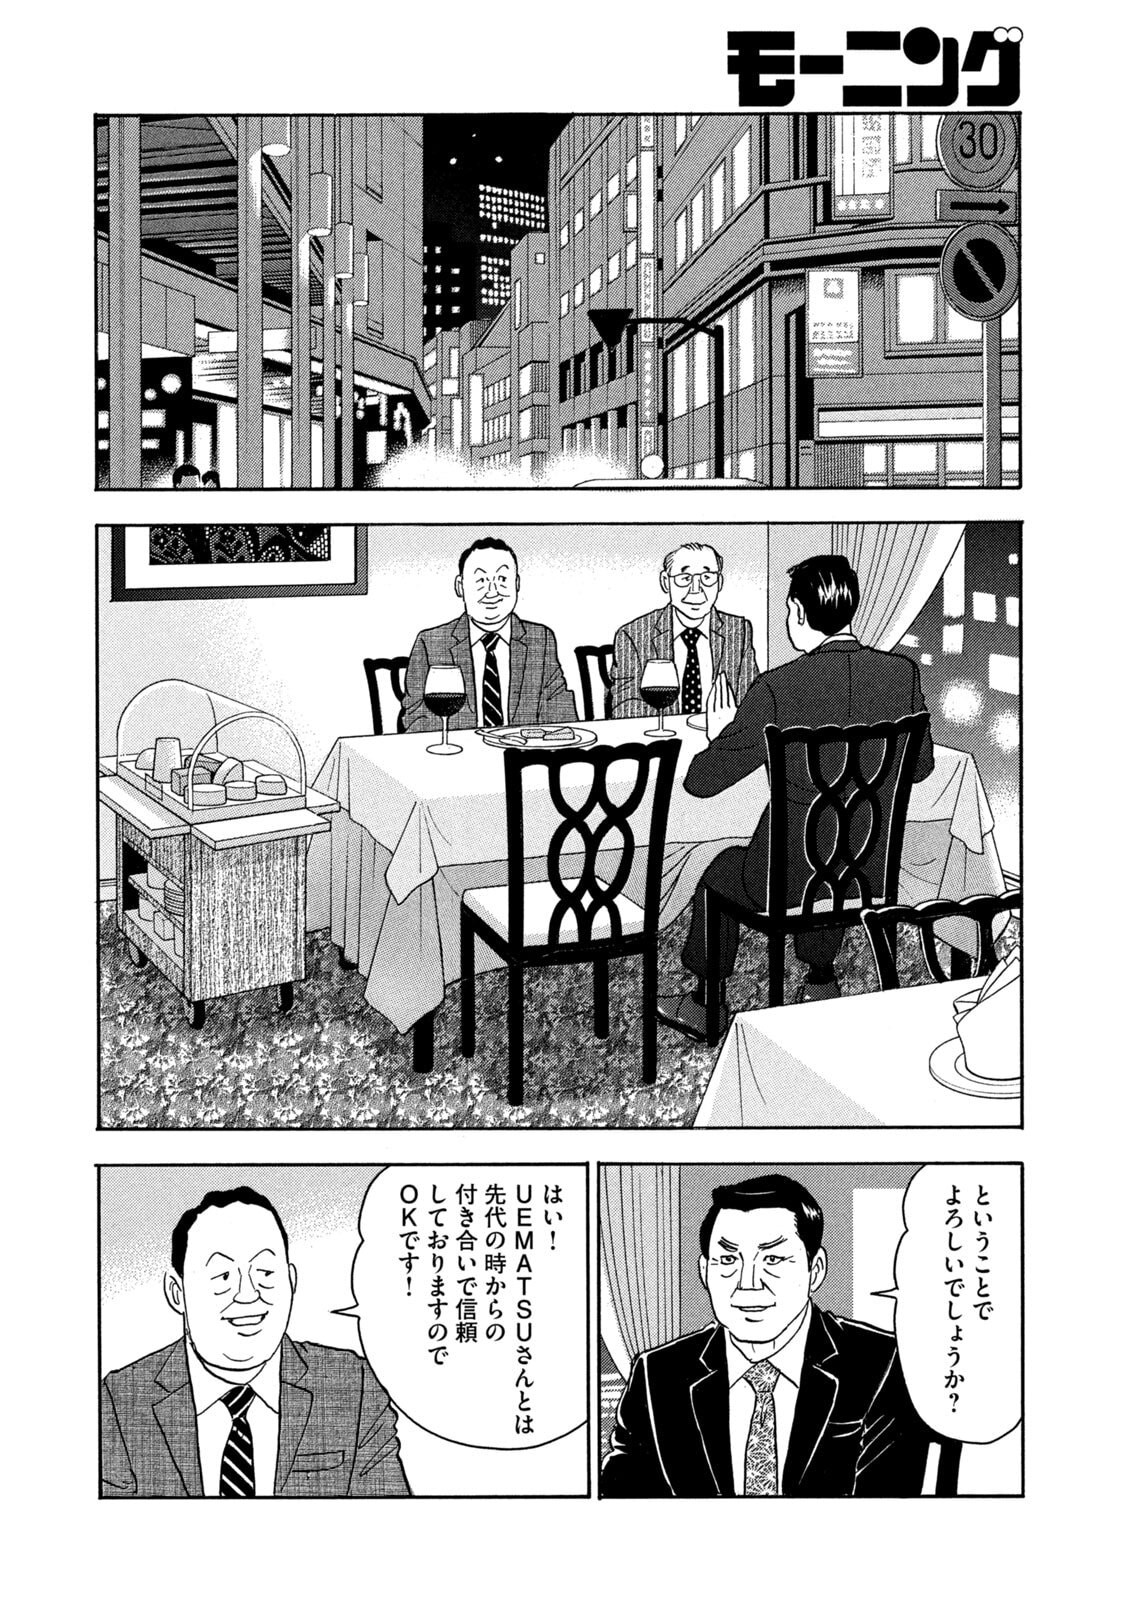 モーニング
30
ということで
よろしいでしょうか?
はい!
UEMATSUさんとは
先代の時からの
付き合いで信頼
しておりますので
OKです!